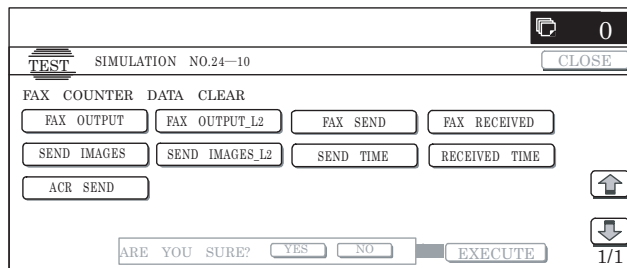 0
TEST SIMULATION NO.24—10 CLOSE
FAX COUNTER DATA CLEAR
FAX OUTPUT FAX OUTPUT_L2 FAX SEND FAX RECEIVED
SEND IMAGES SEND IMAGES_L2 SEND TIME RECEIVED TIME
ACR SEND
ARE YOU SURE? YES NO EXECUTE 1/1